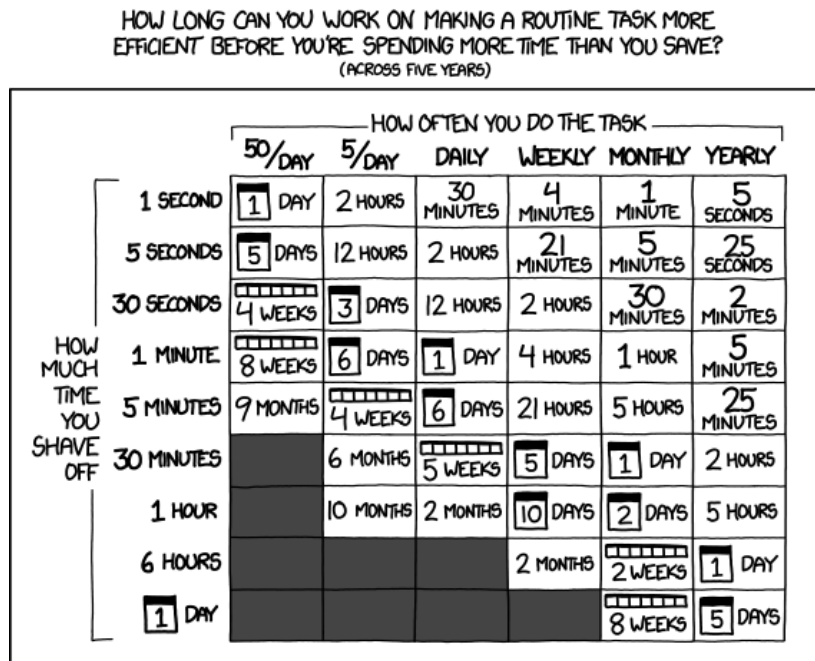 HOW LONG CAN YOU WORK ON MAKING A ROUTINE TASK MORE
EFFICIENT BEFORE YOU'RE SPENDING MORE TIME THAN YOU SAVE?
(ACROSS FIVE YEARS)
HOW OFTEN YOU DO THE TASK
50/DAY 5/DAY DAILY WEEKLY MONTHLY YEARLY
HOW MUCH TIME YOU SHAVE OFF
1 SECOND 1 DAY 2 HOURS 30 MINUTES 4 MINUTES 1 MINUTE 5 SECONDS
5 SECONDS 5 DAYS 12 HOURS 2 HOURS 21 MINUTES 5 MINUTES 25 SECONDS
30 SECONDS 4 WEEKS 3 DAYS 12 HOURS 2 HOURS 30 MINUTES 2 MINUTES
1 MINUTE 8 WEEKS 6 DAYS 1 DAY 4 HOURS 1 HOUR 5 MINUTES
5 MINUTES 9 MONTHS 4 WEEKS 6 DAYS 21 HOURS 5 HOURS 25 MINUTES
30 MINUTES 6 MONTHS 5 WEEKS 5 DAYS 1 DAY 2 HOURS
1 HOUR 10 MONTHS 2 MONTHS 10 DAYS 2 DAYS 5 HOURS
6 HOURS 2 MONTHS 2 WEEKS 1 DAY
1 DAY 8 WEEKS 5 DAYS